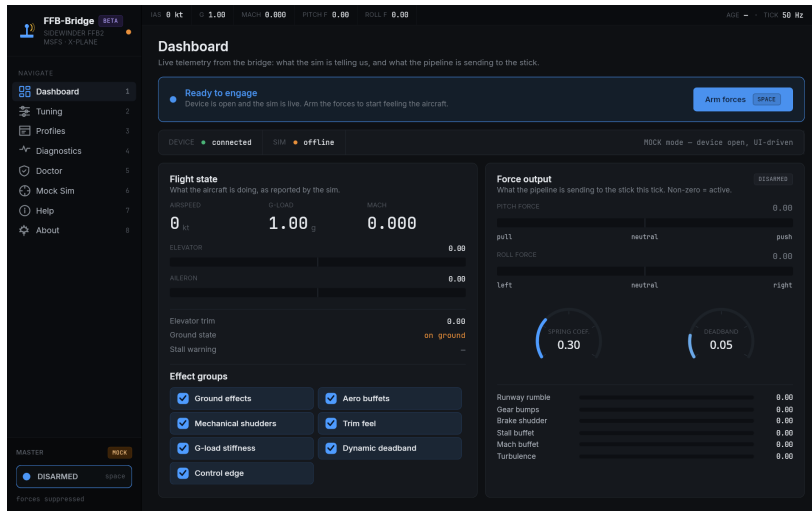 FFB-Bridge BETA
SIDEWINDER FFB2
MSFS · X-PLANE
NAVIGATE
Dashboard 1
Tuning 2
Profiles 3
Diagnostics 4
Doctor 5
Mock Sim 6
Help 7
About 8
MASTER MOCK
DISARMED space
forces suppressed
IAS 0 kt G 1.00 MACH 0.000 PITCH F 0.00 ROLL F 0.00 AGE — · TICK 50 Hz
Dashboard
Live telemetry from the bridge: what the sim is telling us, and what the pipeline is sending to the stick.
Ready to engage
Device is open and the sim is live. Arm the forces to start feeling the aircraft.
Arm forces SPACE
DEVICE connected SIM offline MOCK mode — device open, UI-driven
Flight state
What the aircraft is doing, as reported by the sim.
AIRSPEED G-LOAD MACH
0 kt 1.00 g 0.000
ELEVATOR 0.00
AILERON 0.00
Elevator trim 0.00
Ground state on ground
Stall warning —
Effect groups
Ground effects Aero buffets
Mechanical shudders Trim feel
G-load stiffness Dynamic deadband
Control edge
Force output DISARMED
What the pipeline is sending to the stick this tick. Non-zero = active.
PITCH FORCE 0.00
pull neutral push
ROLL FORCE 0.00
left neutral right
SPRING COEF. DEADBAND
0.30 0.05
Runway rumble 0.00
Gear bumps 0.00
Brake shudder 0.00
Stall buffet 0.00
Mach buffet 0.00
Turbulence 0.00